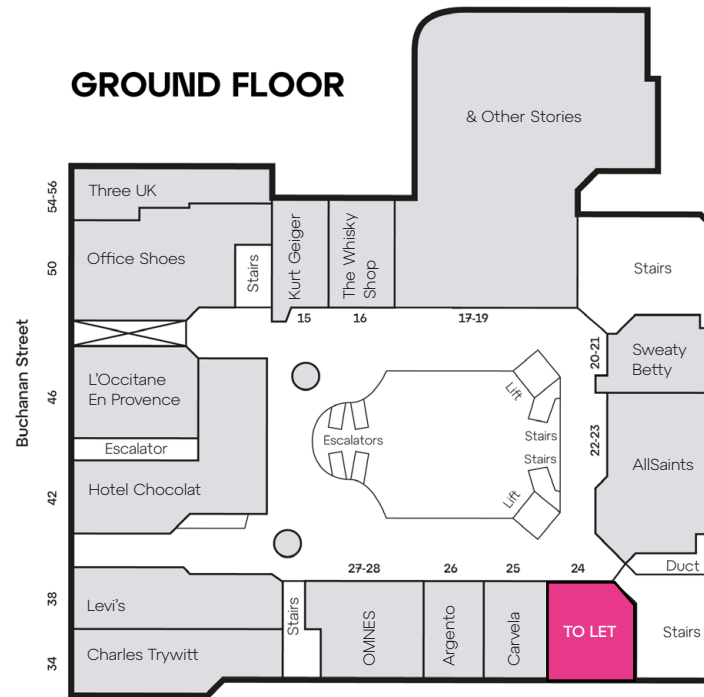 GROUND FLOOR
& Other Stories
54-56
Three UK
50
Office Shoes
Stairs
Kurt Geiger
The Whisky
Shop
Stairs
15
16
17-19
Buchanan Street
46
L'Occitane
En Provence
Escalator
42
Hotel Chocolat
Escalators
Lift
Stairs
Stairs
Lift
20-21
Sweaty
Betty
22-23
AllSaints
27-28
26
25
24
Duct
38
Levi's
Stairs
OMNES
Argento
Carvela
TO LET
Stairs
34
Charles Trywitt